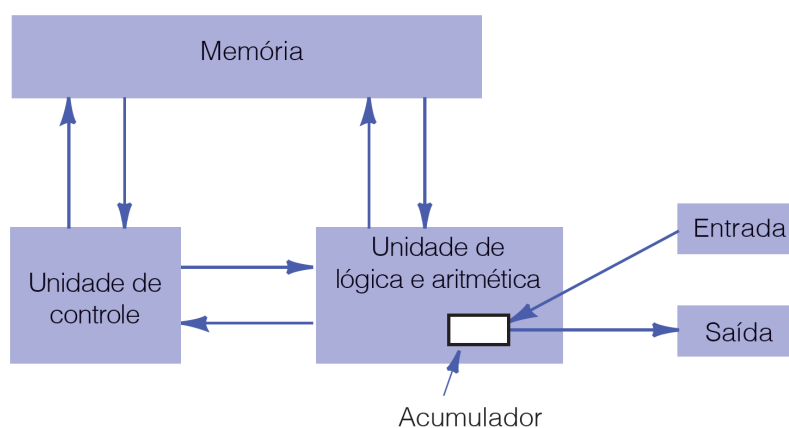 Memória
Unidade de
controle
Unidade de
lógica e aritmética
Entrada
Saída
Acumulador